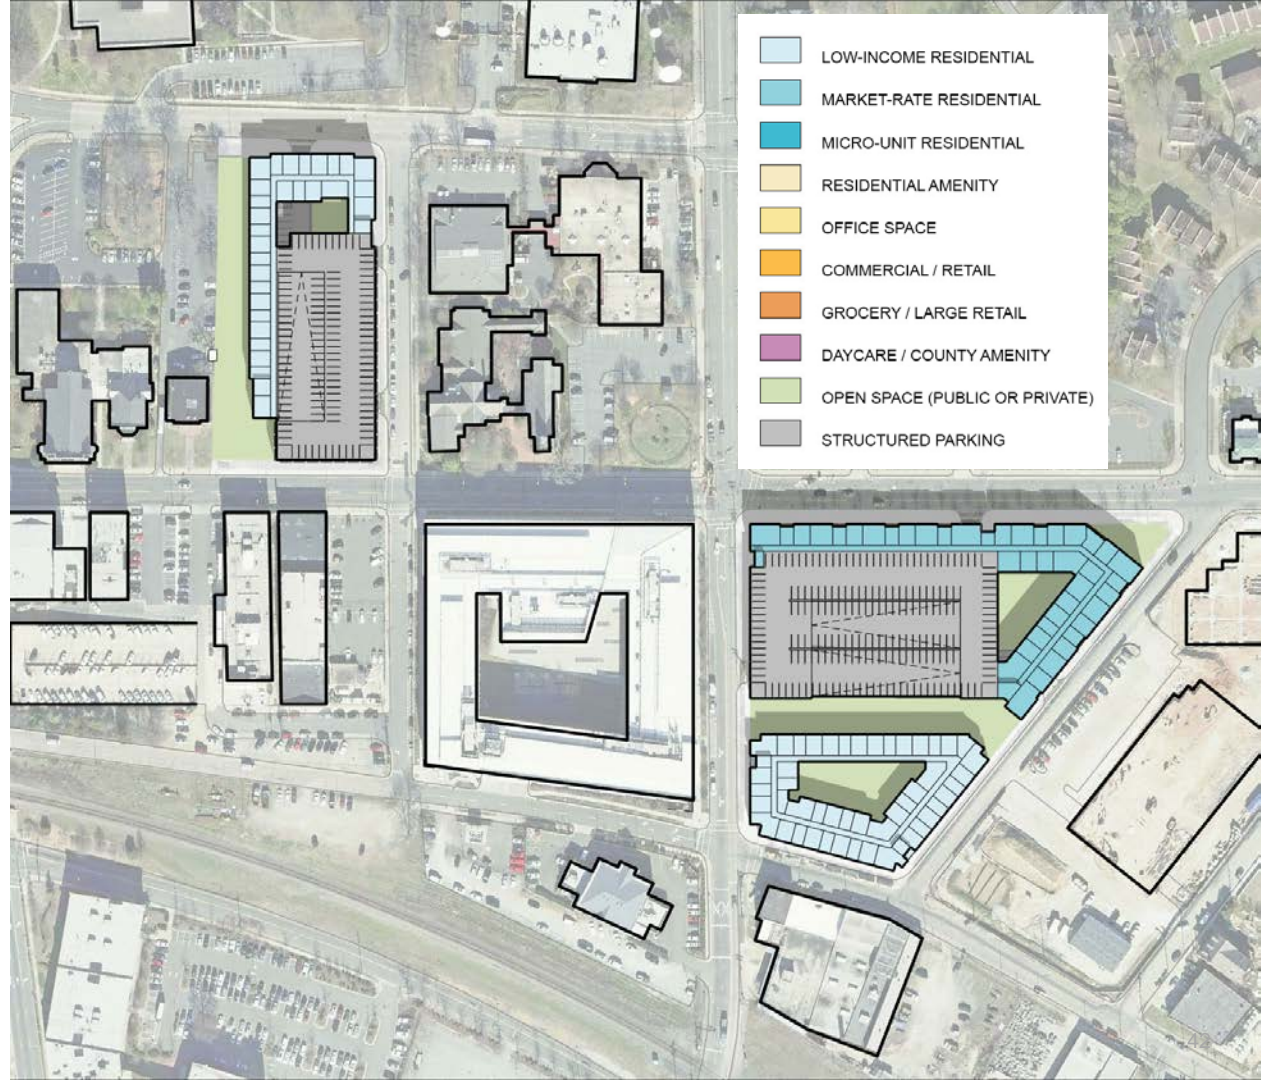 LOW-INCOME RESIDENTIAL
MARKET-RATE RESIDENTIAL
MICRO-UNIT RESIDENTIAL
RESIDENTIAL AMENITY
OFFICE SPACE
COMMERCIAL / RETAIL
GROCERY / LARGE RETAIL
DAYCARE / COUNTY AMENITY
OPEN SPACE (PUBLIC OR PRIVATE)
STRUCTURED PARKING
42